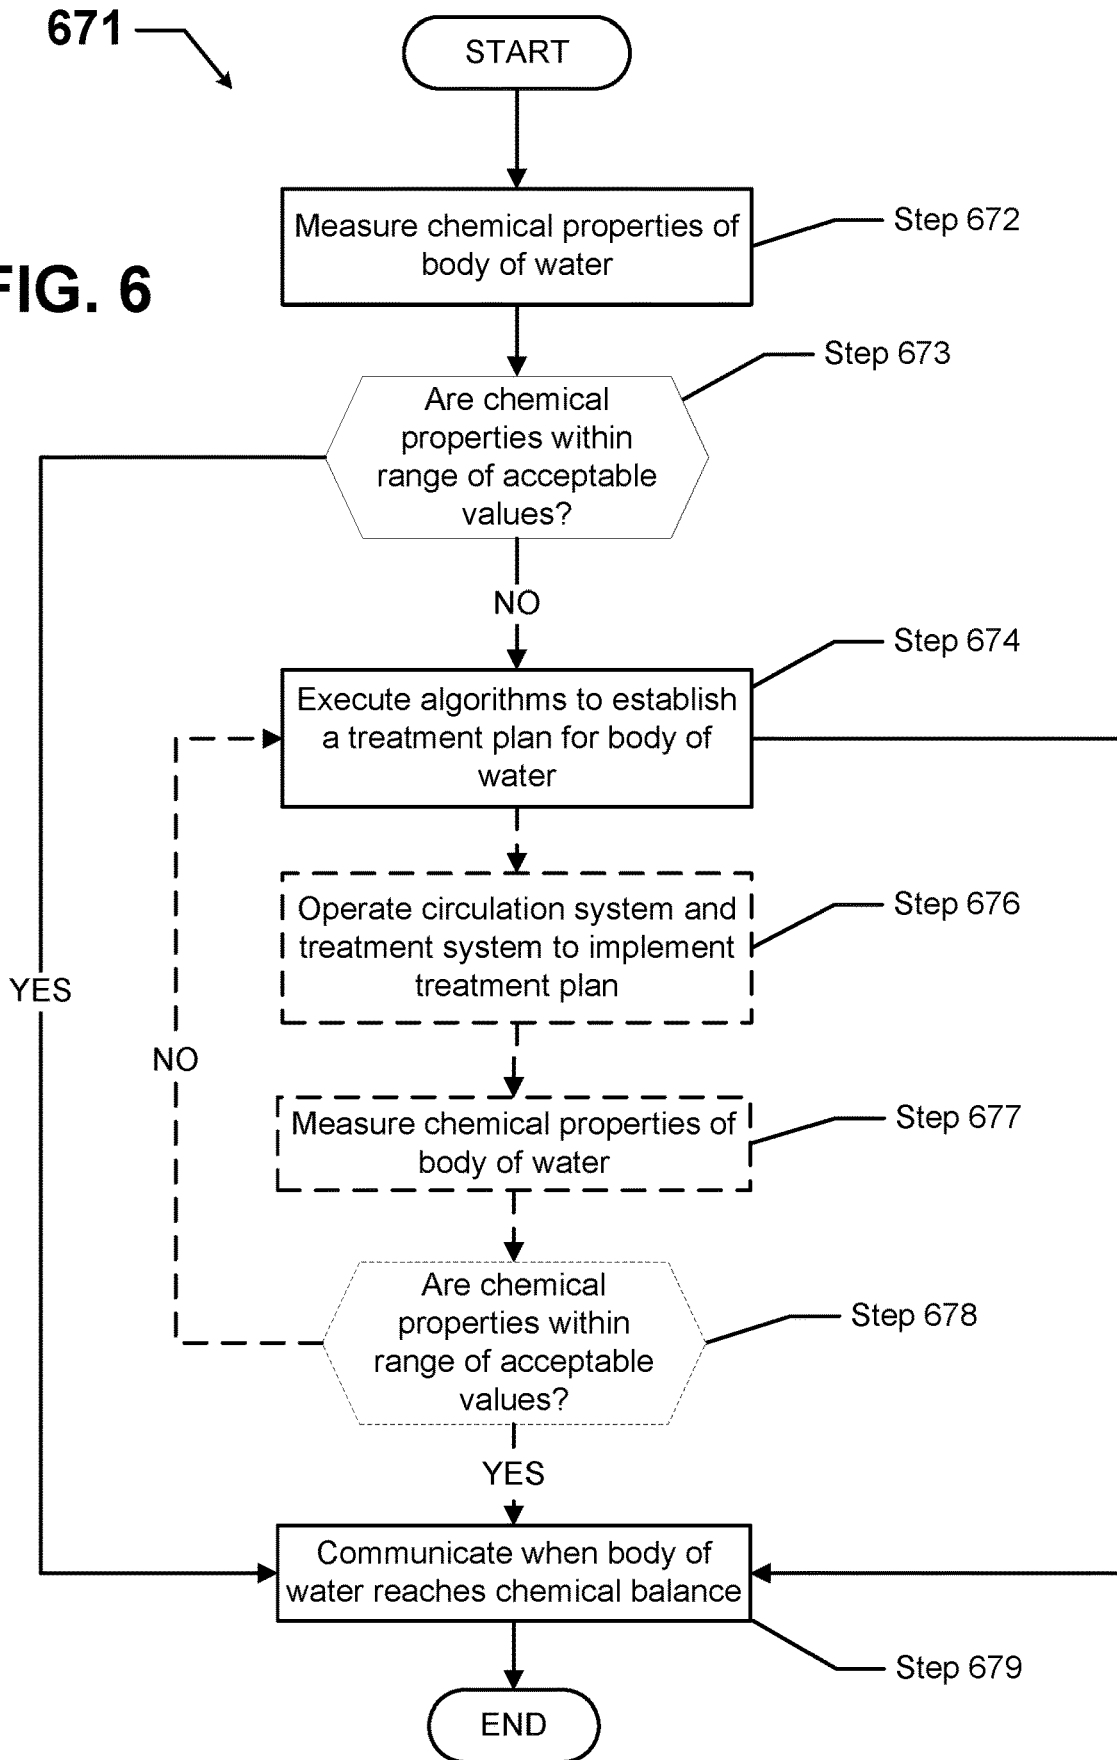 671
START
Measure chemical properties of
body of water
Step 672
FIG. 6
Step 673
Are chemical
properties within
range of acceptable
values?
NO
Step 674
Execute algorithms to establish
a treatment plan for body of
water
Operate circulation system and
treatment system to implement
treatment plan
Step 676
YES
NO
Measure chemical properties of
body of water
Step 677
Are chemical
properties within
range of acceptable
values?
Step 678
YES
Communicate when body of
water reaches chemical balance
Step 679
END